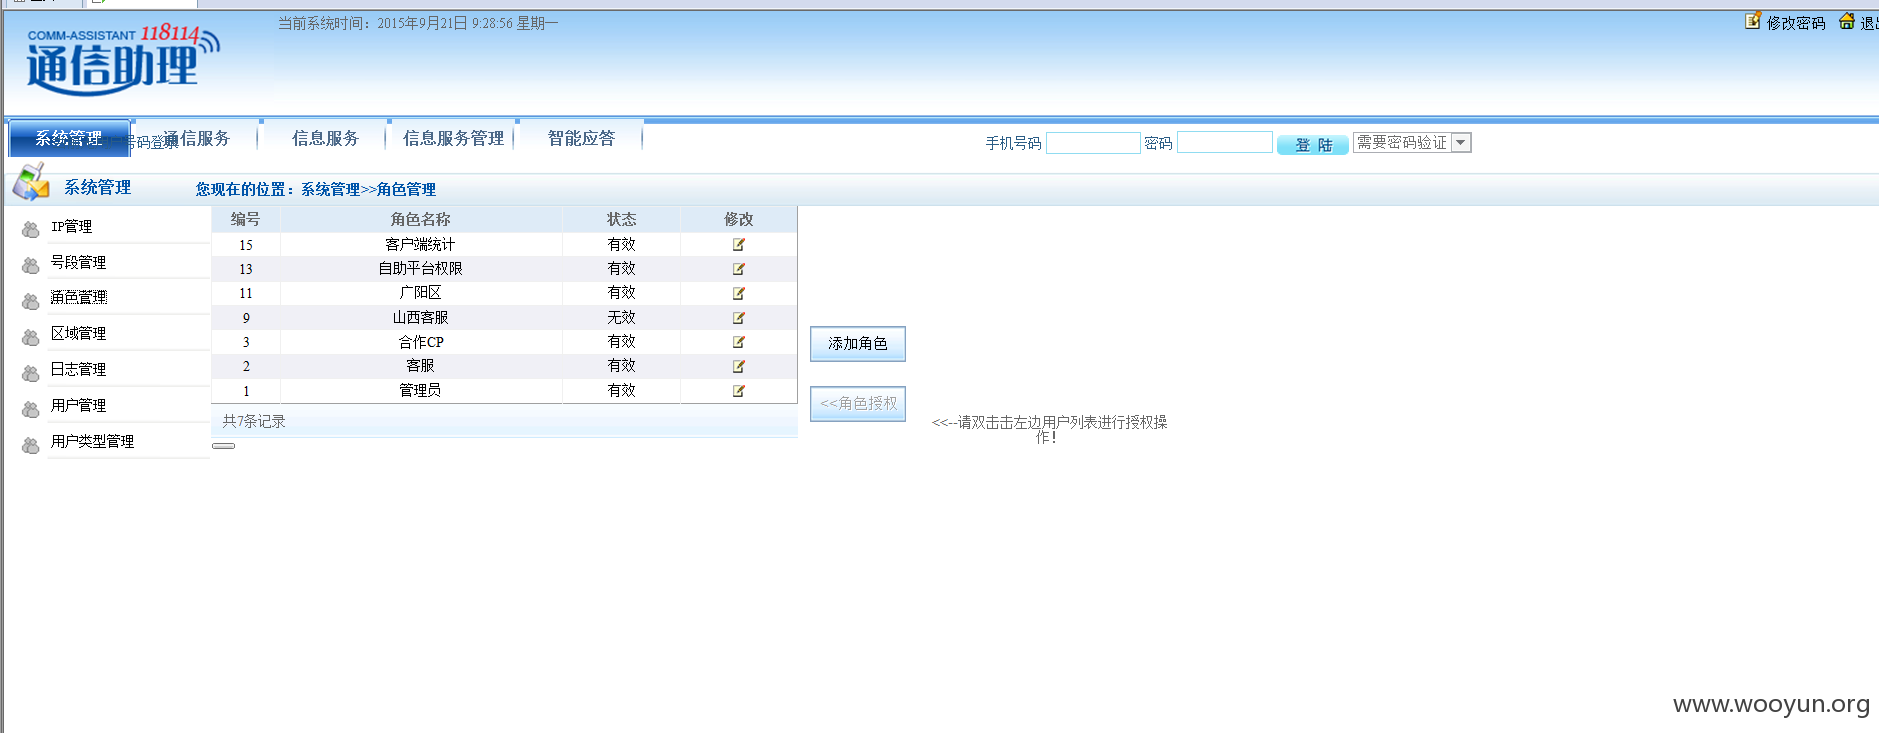 当前系统时间：2015年9月21日 9:28:56 星期一
修改密码
COMM-ASSISTANT 118114
通信助理
系统管理
号码登录
通信服务
信息服务
信息服务管理
智能应答
手机号码
密码
登 陆
需要密码验证
系统管理
您现在的位置：系统管理>>角色管理
IP管理
号段管理
角色管理
区域管理
日志管理
用户管理
用户类型管理
编号 角色名称 状态 修改
15 客户端统计 有效
13 自助平台权限 有效
11 广阳区 有效
9 山西客服 无效
3 合作CP 有效
2 客服 有效
1 管理员 有效
共7条记录
添加角色
<<角色授权
<<--请双击击左边用户列表进行授权操
作！
www.wooyun.org